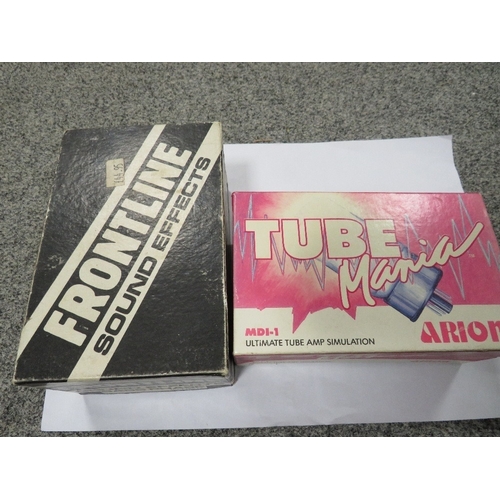 FRONTLINE
SOUND EFFECTS
TUBE
Mania
MDI-1
ULTIMATE TUBE AMP SIMULATION
ARION